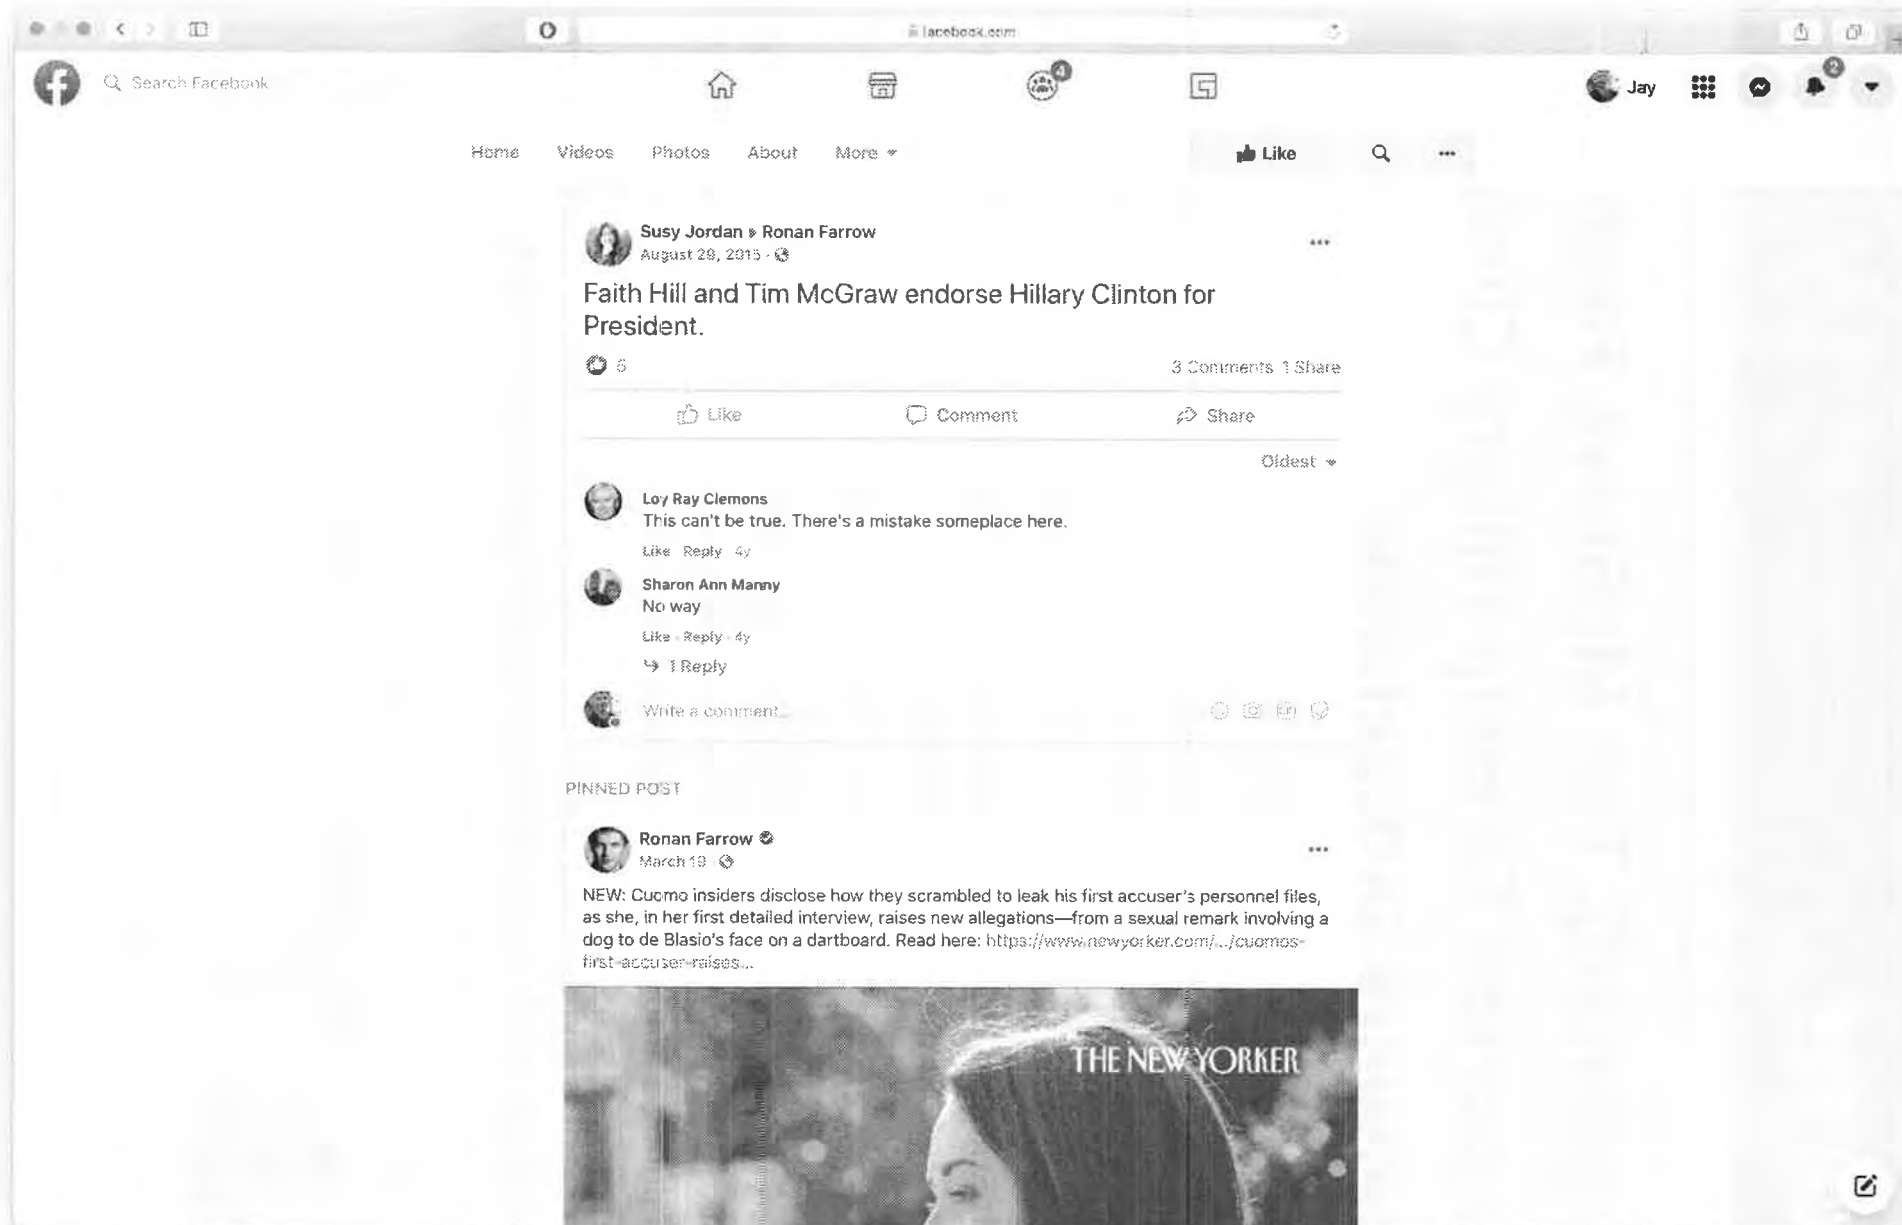 facebook.com
Search Facebook
4
Jay
2
Home Videos Photos About More
Like
Susy Jordan ▸ Ronan Farrow
August 29, 2015
Faith Hill and Tim McGraw endorse Hillary Clinton for
President.
6
3 Comments 1 Share
Like Comment Share
Oldest
Loy Ray Clemons
This can't be true. There's a mistake someplace here.
Like Reply 4y
Sharon Ann Manny
No way
Like · Reply · 4y
1 Reply
Write a comment...
PINNED POST
Ronan Farrow
March 19
NEW: Cuomo insiders disclose how they scrambled to leak his first accuser's personnel files,
as she, in her first detailed interview, raises new allegations—from a sexual remark involving a
dog to de Blasio's face on a dartboard. Read here: https://www.newyorker.com/.../cuomos-
first-accuser-raises...
THE NEW YORKER